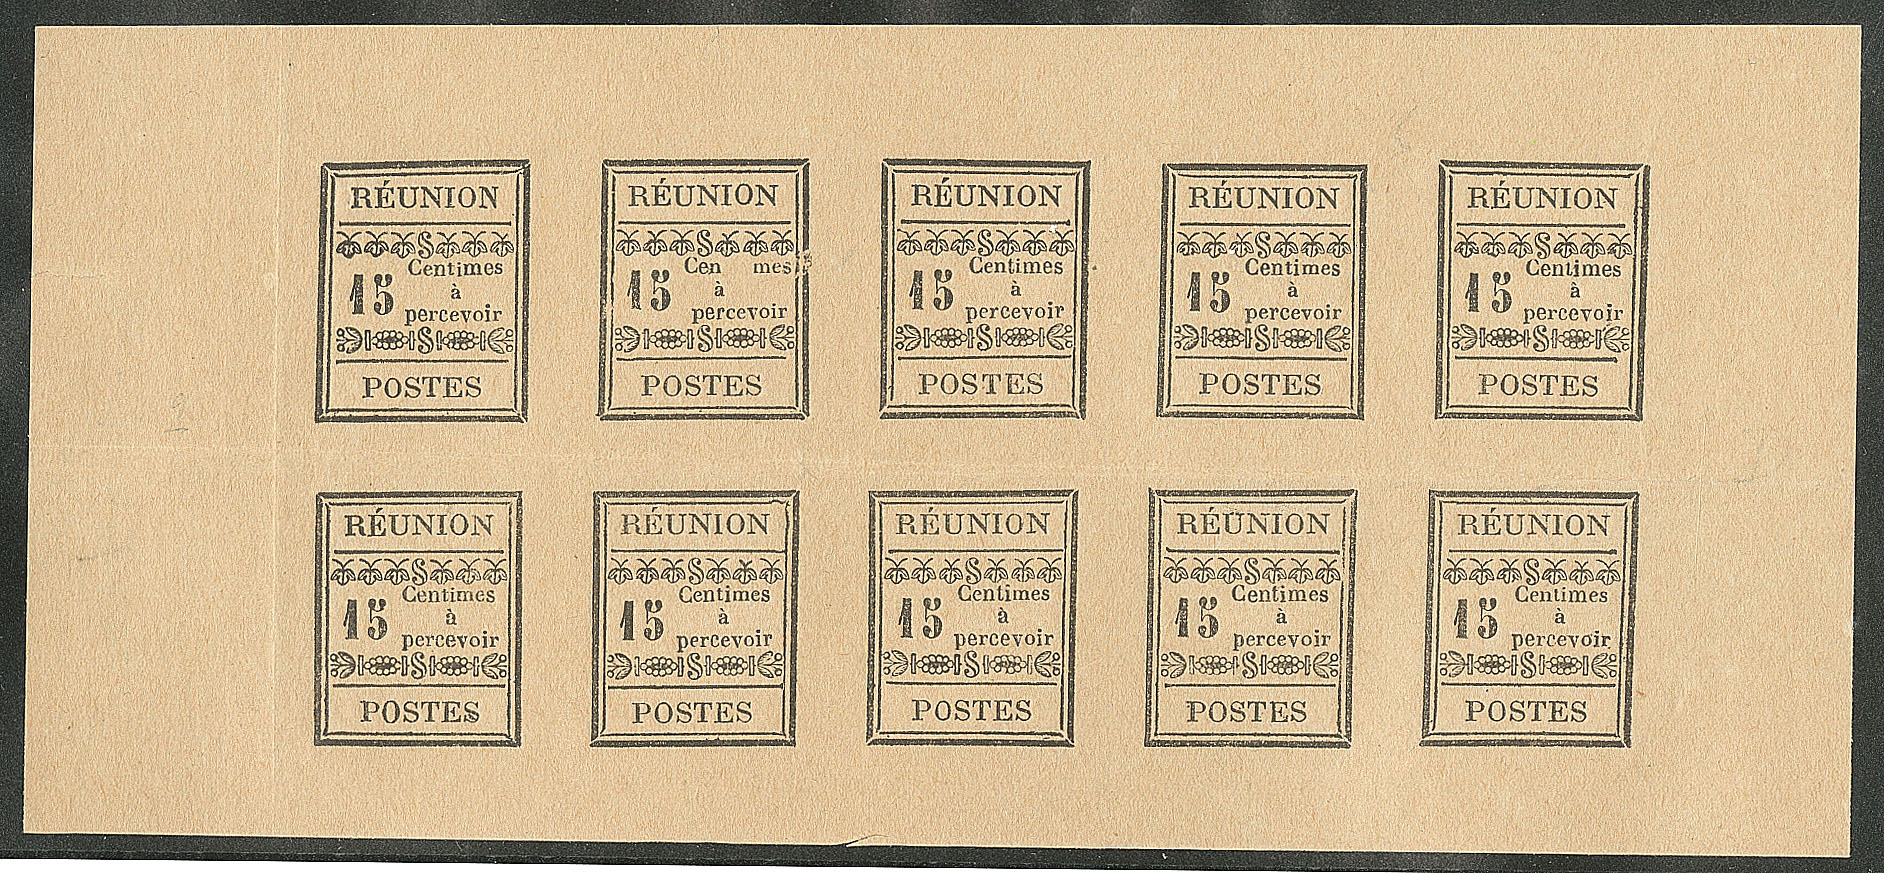 RÉUNION
15 Centimes
à
percevoir
POSTES
RÉUNION
15 Cen mes
à
percevoir
POSTES
RÉUNION
15 Centimes
à
percevoir
POSTES
RÉUNION
15 Centimes
à
percevoir
POSTES
RÉUNION
15 Centimes
à
percevoir
POSTES
RÉUNION
15 Centimes
à
percevoir
POSTES
RÉUNION
15 Centimes
à
percevoir
POSTES
RÉUNION
15 Centimes
à
percevoir
POSTES
RÉUNION
15 Centimes
à
percevoir
POSTES
RÉUNION
15 Centimes
à
percevoir
POSTES